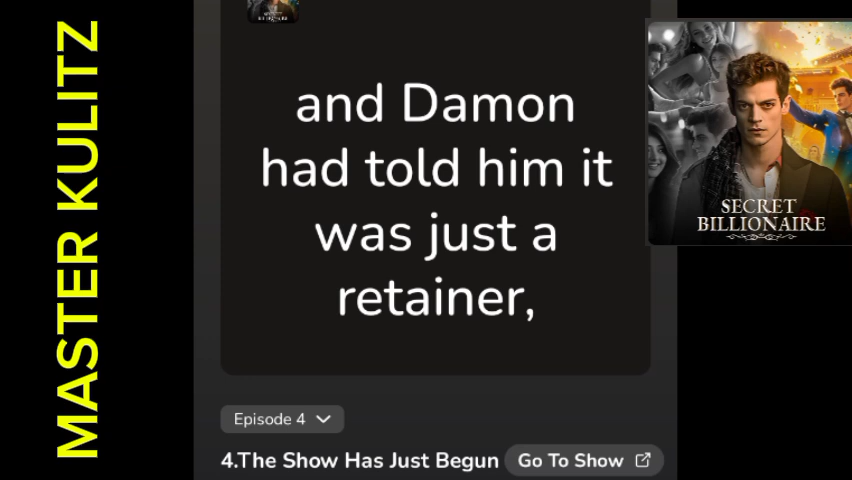 MASTER KULITZ
and Damon
had told him it
was just a
retainer,
SECRET
BILLIONAIRE
Episode 4
4.The Show Has Just Begun
Go To Show